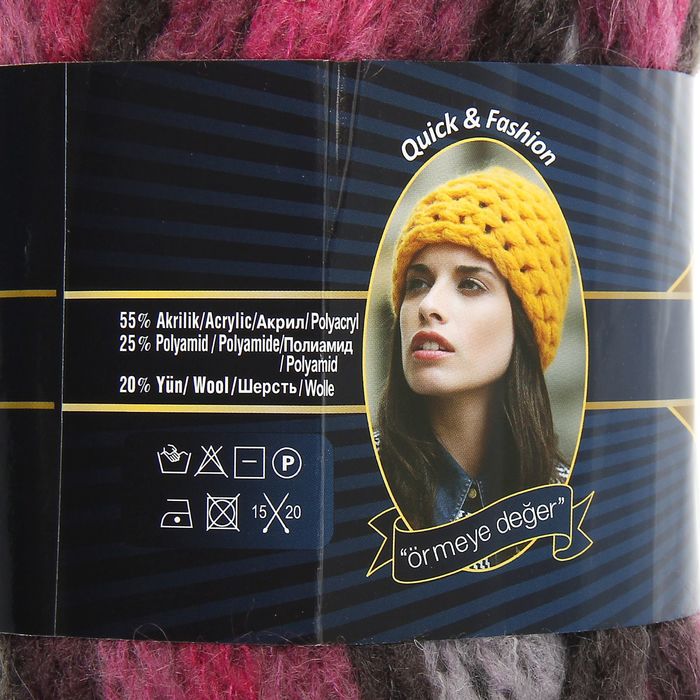 Quick & Fashion
55% Akrilik/Acrylic/Акрил/Polyacryl
25% Polyamid/Polyamide/Полиамид
/Polyamid
20% Yün/Wool/Шерсть/Wolle
P
15 20
"örmeye değer"